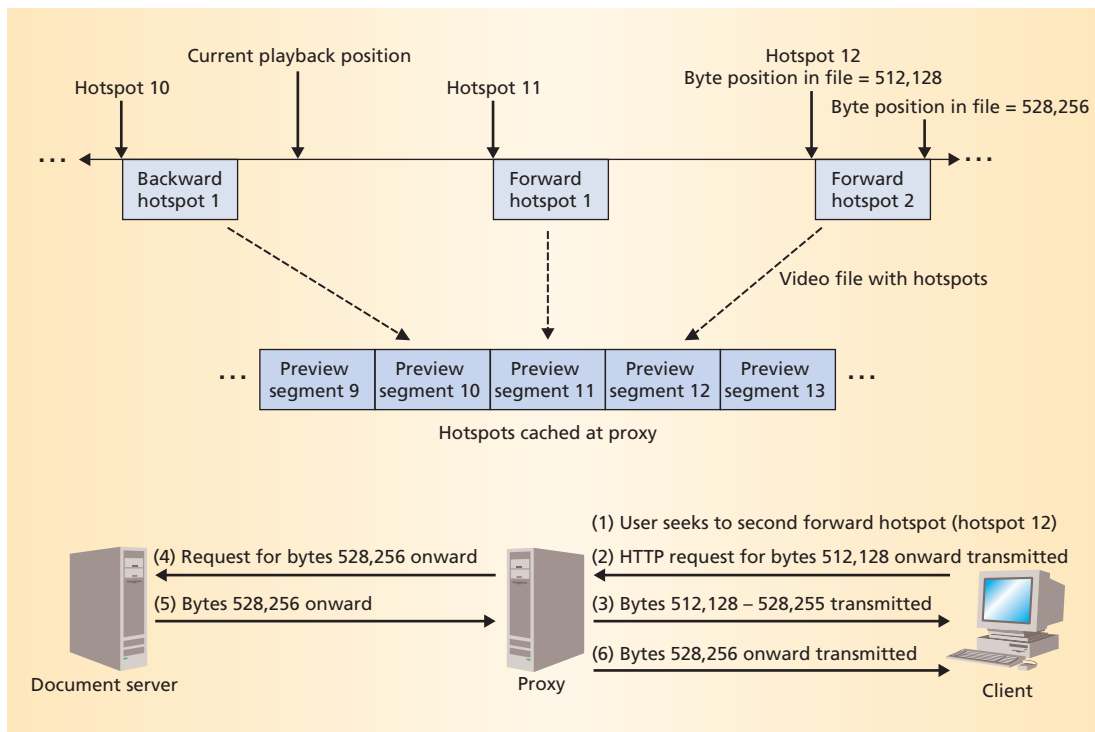 Current playback position
Hotspot 10
Hotspot 11
Hotspot 12
Byte position in file = 512,128
Byte position in file = 528,256
...
...
Backward
hotspot 1
Forward
hotspot 1
Forward
hotspot 2
Video file with hotspots
...
Preview
segment 9
Preview
segment 10
Preview
segment 11
Preview
segment 12
Preview
segment 13
...
Hotspots cached at proxy
(1) User seeks to second forward hotspot (hotspot 12)
(4) Request for bytes 528,256 onward
(2) HTTP request for bytes 512,128 onward transmitted
(5) Bytes 528,256 onward
(3) Bytes 512,128 – 528,255 transmitted
(6) Bytes 528,256 onward transmitted
Document server
Proxy
Client